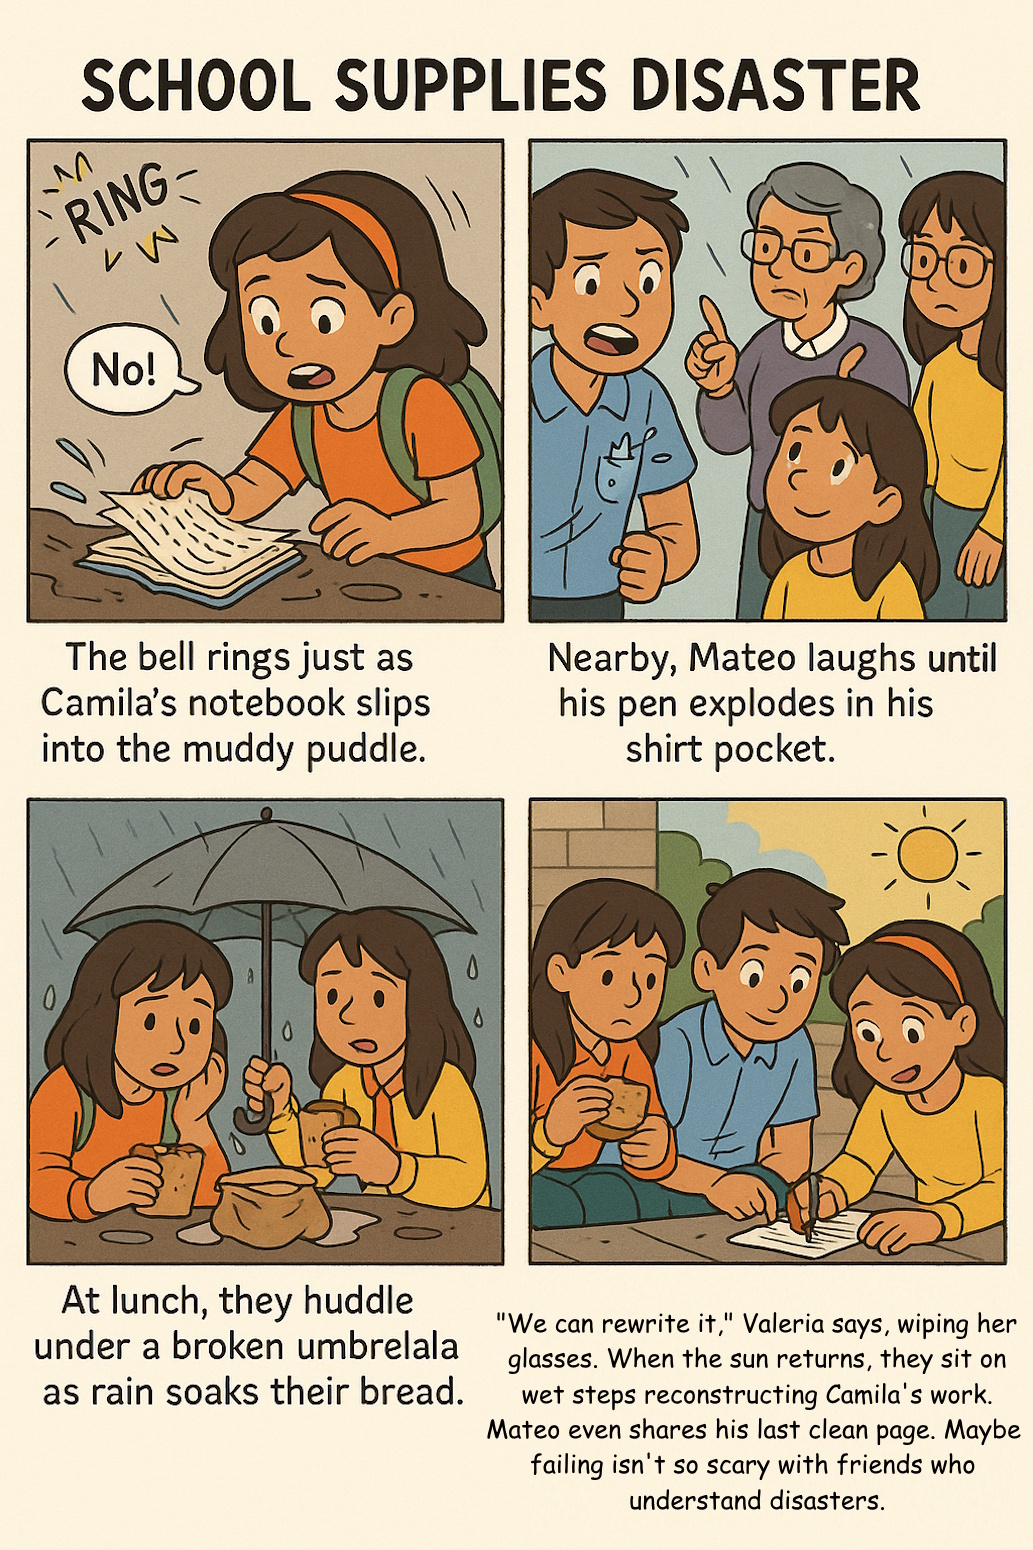 SCHOOL SUPPLIES DISASTER
RING
No!
The bell rings just as
Camila's notebook slips
into the muddy puddle.
Nearby, Mateo laughs until
his pen explodes in his
shirt pocket.
At lunch, they huddle
under a broken umbrelala
as rain soaks their bread.
"We can rewrite it," Valeria says, wiping her
glasses. When the sun returns, they sit on
wet steps reconstructing Camila's work.
Mateo even shares his last clean page. Maybe
failing isn't so scary with friends who
understand disasters.